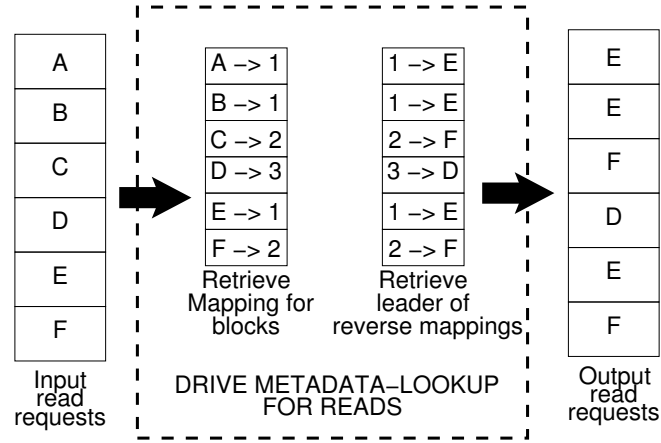 A
B
C
D
E
F
Input
read
requests
A −> 1
B −> 1
C −> 2
D −> 3
E −> 1
F −> 2
Retrieve
Mapping for
blocks
1 −> E
1 −> E
2 −> F
3 −> D
1 −> E
2 −> F
Retrieve
leader of
reverse mappings
DRIVE METADATA−LOOKUP
FOR READS
E
E
F
D
E
F
Output
read
requests